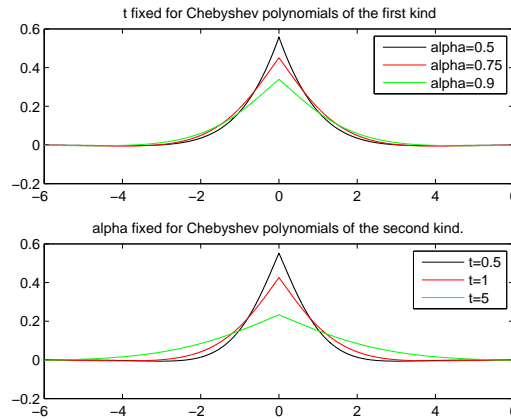 t fixed for Chebyshev polynomials of the first kind
0.6
0.4
0.2
0
−0.2
−6 −4 −2 0 2 4 6
alpha=0.5
alpha=0.75
alpha=0.9
alpha fixed for Chebyshev polynomials of the second kind.
0.6
0.4
0.2
0
−0.2
−6 −4 −2 0 2 4 6
t=0.5
t=1
t=5